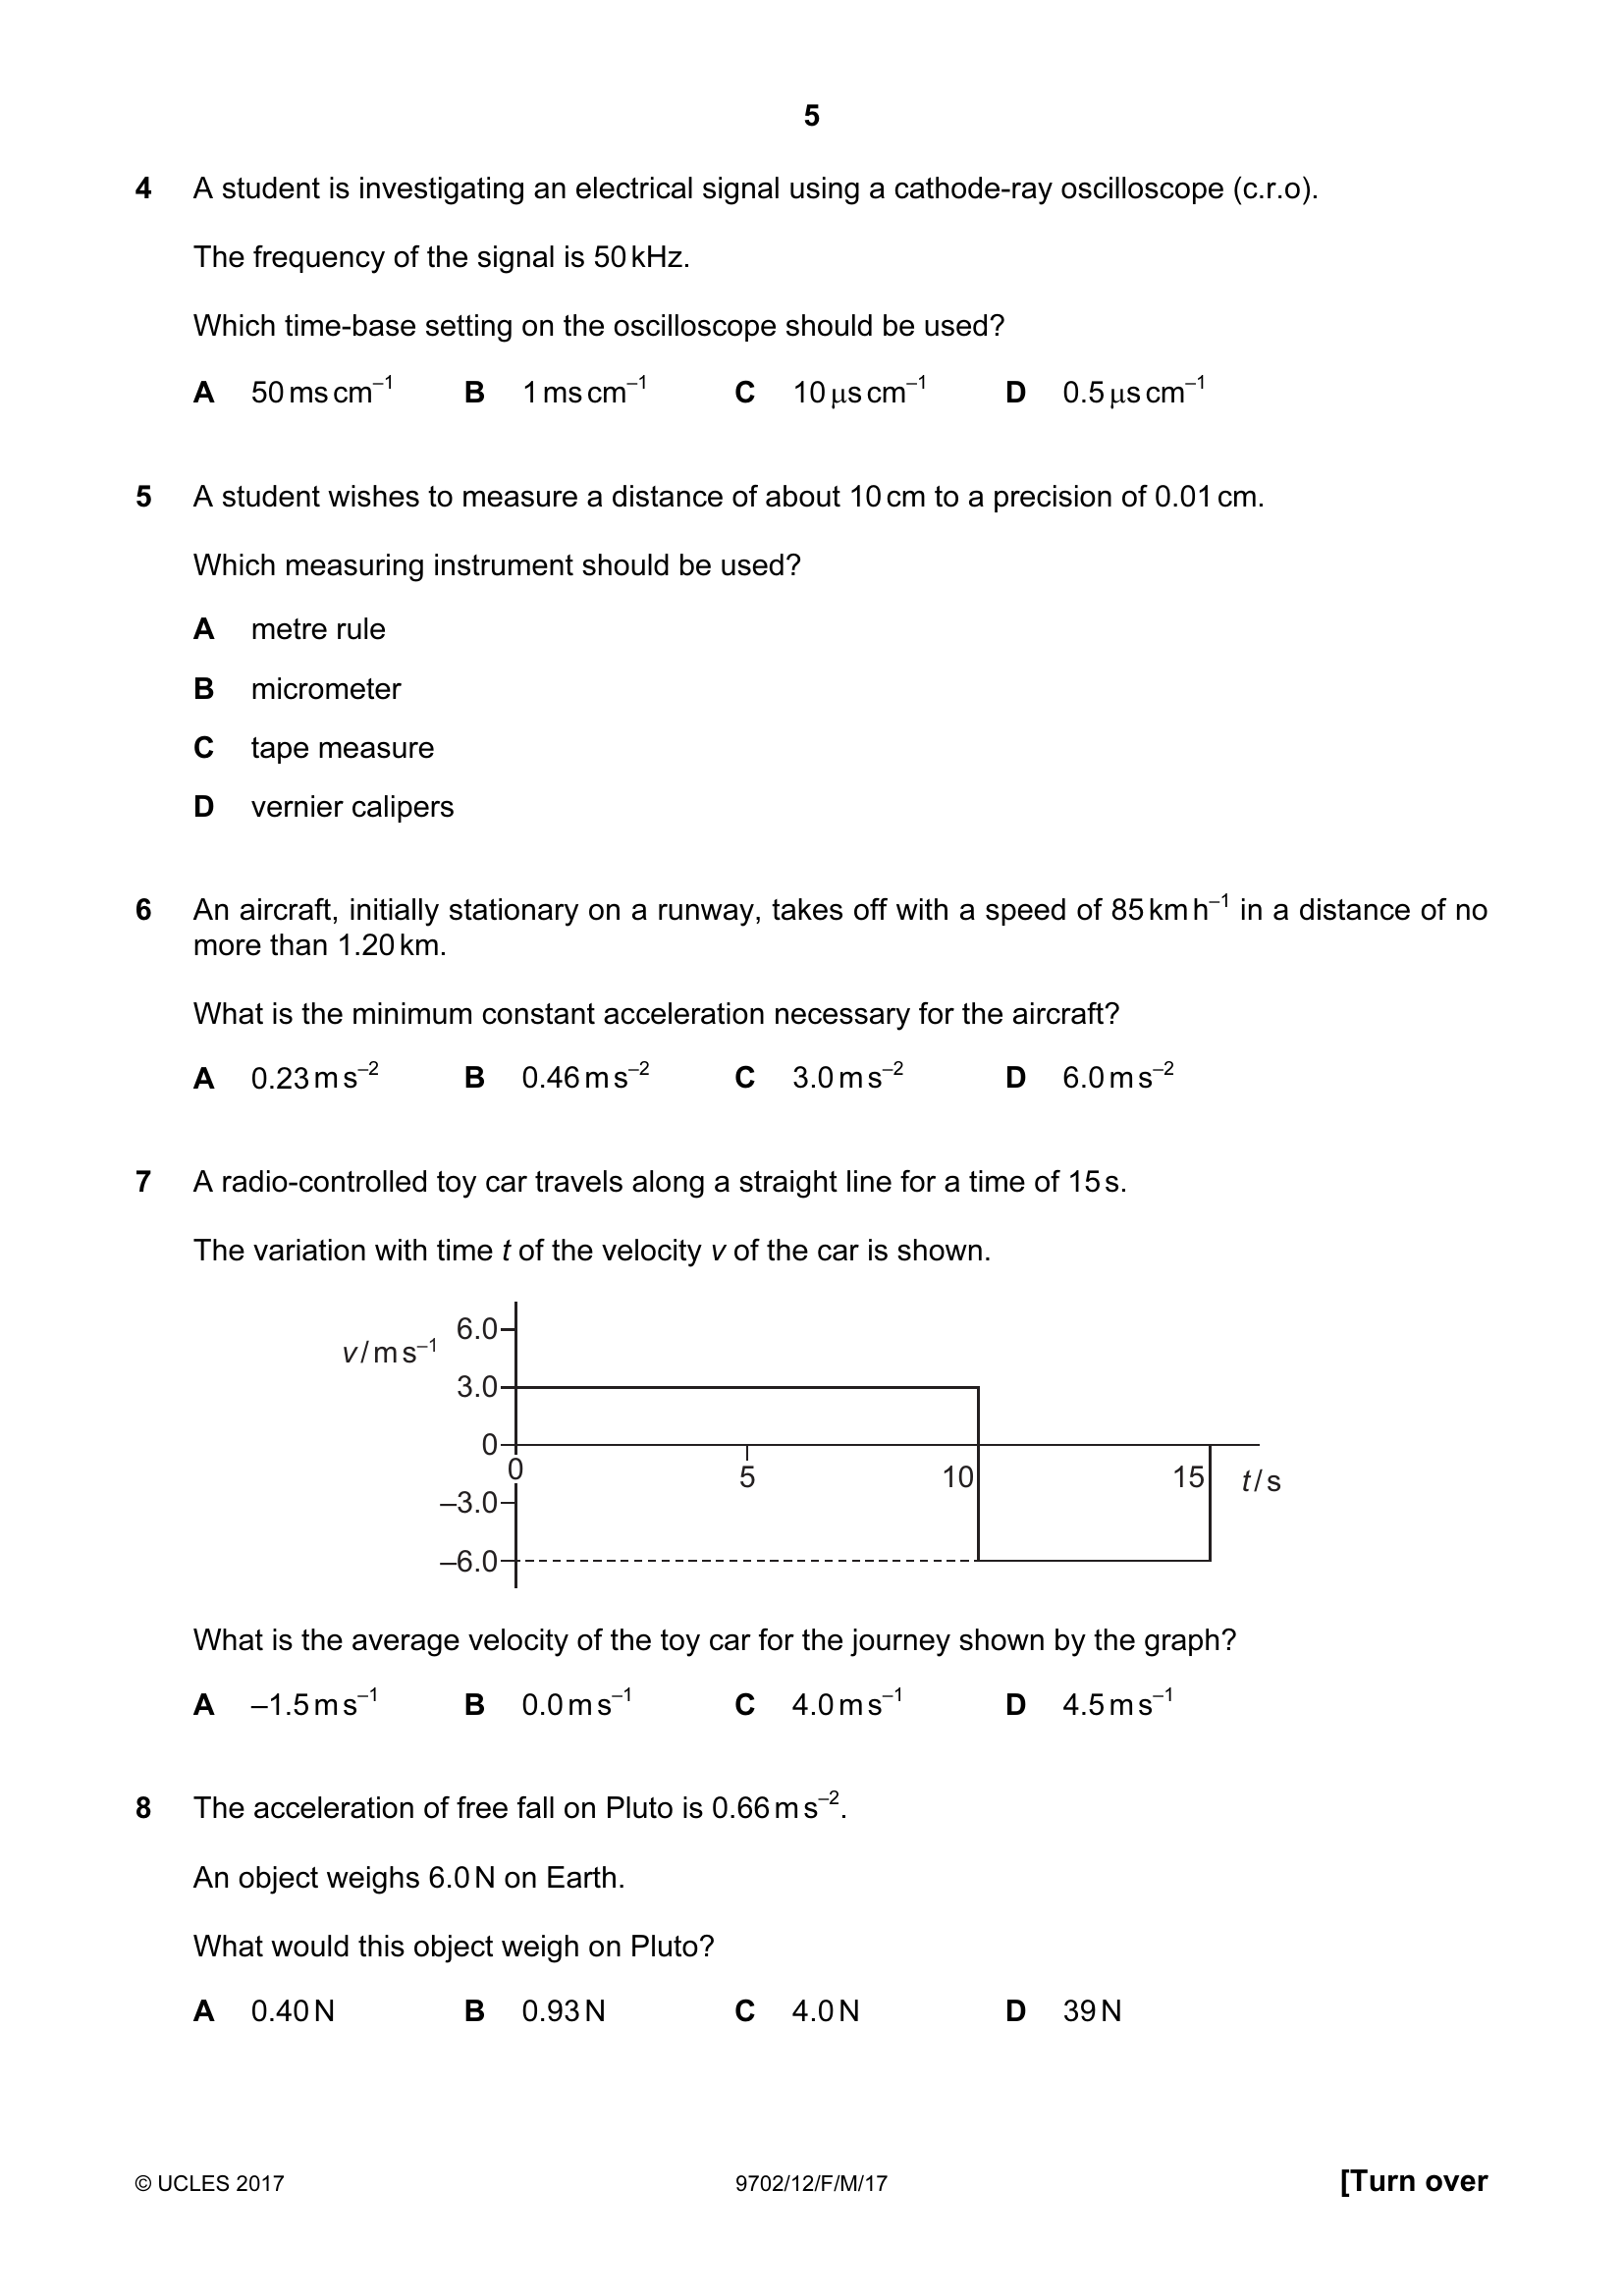 5
4 A student is investigating an electrical signal using a cathode-ray oscilloscope (c.r.o).
The frequency of the signal is 50 kHz.
Which time-base setting on the oscilloscope should be used?
A 50 ms cm⁻¹ B 1 ms cm⁻¹ C 10 μs cm⁻¹ D 0.5 μs cm⁻¹
5 A student wishes to measure a distance of about 10 cm to a precision of 0.01 cm.
Which measuring instrument should be used?
A metre rule
B micrometer
C tape measure
D vernier calipers
6 An aircraft, initially stationary on a runway, takes off with a speed of 85 km h⁻¹ in a distance of no
more than 1.20 km.
What is the minimum constant acceleration necessary for the aircraft?
A 0.23 m s⁻² B 0.46 m s⁻² C 3.0 m s⁻² D 6.0 m s⁻²
7 A radio-controlled toy car travels along a straight line for a time of 15 s.
The variation with time t of the velocity v of the car is shown.
6.0
v / m s⁻¹
3.0
0
0 5 10 15 t / s
–3.0
–6.0
What is the average velocity of the toy car for the journey shown by the graph?
A –1.5 m s⁻¹ B 0.0 m s⁻¹ C 4.0 m s⁻¹ D 4.5 m s⁻¹
8 The acceleration of free fall on Pluto is 0.66 m s⁻².
An object weighs 6.0 N on Earth.
What would this object weigh on Pluto?
A 0.40 N B 0.93 N C 4.0 N D 39 N
© UCLES 2017 9702/12/F/M/17 [Turn over